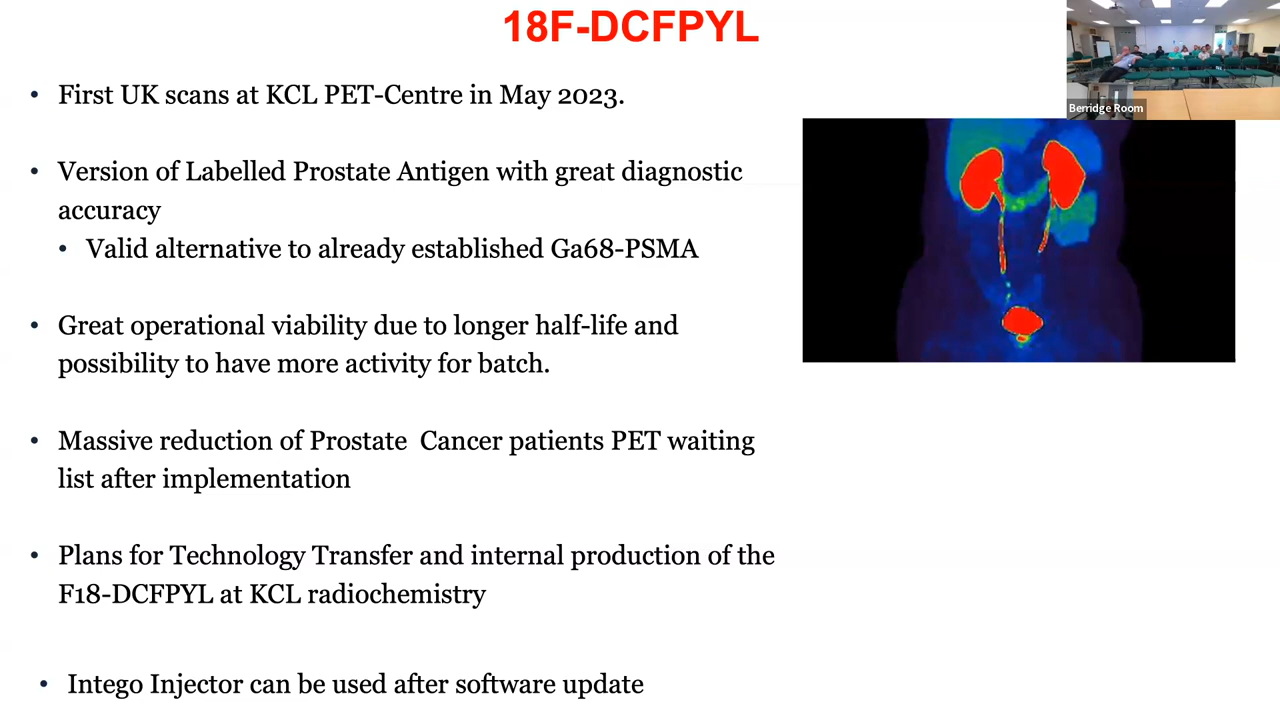 18F-DCFPYL
Berridge Room
• First UK scans at KCL PET-Centre in May 2023.
• Version of Labelled Prostate Antigen with great diagnostic
accuracy
• Valid alternative to already established Ga68-PSMA
• Great operational viability due to longer half-life and
possibility to have more activity for batch.
• Massive reduction of Prostate  Cancer patients PET waiting
list after implementation
• Plans for Technology Transfer and internal production of the
F18-DCFPYL at KCL radiochemistry
• Intego Injector can be used after software update